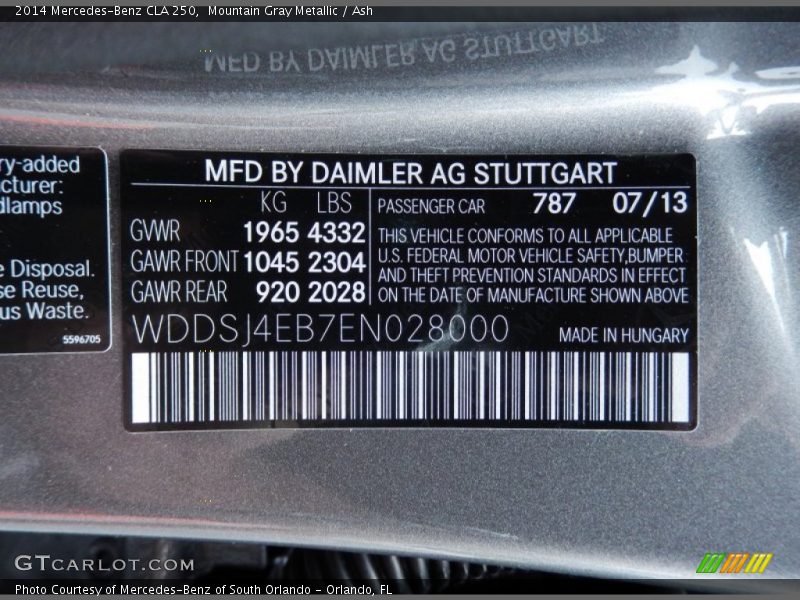 2014 Mercedes-Benz CLA 250,  Mountain Gray Metallic / Ash
MFD BY DAIMLER AG STUTTGART
ry-added
cturer:
dlamps
e Disposal.
se Reuse,
us Waste.
5596705
MFD BY DAIMLER AG STUTTGART
KG LBS
GVWR 1965 4332
GAWR FRONT 1045 2304
GAWR REAR 920 2028
PASSENGER CAR 787 07/13
THIS VEHICLE CONFORMS TO ALL APPLICABLE
U.S. FEDERAL MOTOR VEHICLE SAFETY,BUMPER
AND THEFT PREVENTION STANDARDS IN EFFECT
ON THE DATE OF MANUFACTURE SHOWN ABOVE
WDDSJ4EB7EN028000 MADE IN HUNGARY
GTCARLOT.COM
Photo Courtesy of Mercedes-Benz of South Orlando - Orlando, FL